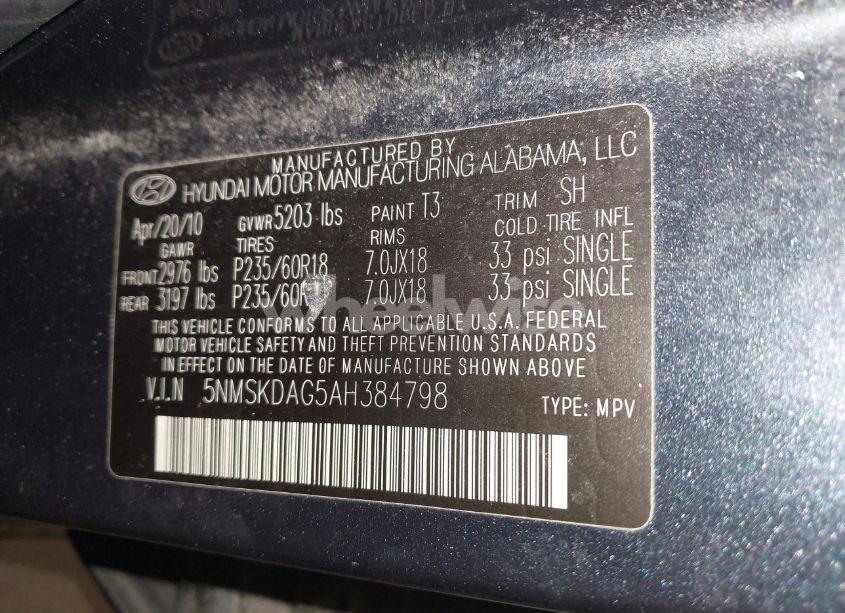 MANUFACTURED BY
HYUNDAI MOTOR MANUFACTURING ALABAMA, LLC
Apr/20/10 GVWR 5203 lbs PAINT T3 TRIM SH
GAWR TIRES RIMS COLD TIRE INFL
FRONT 2976 lbs P235/60R18 7.0JX18 33 psi SINGLE
REAR 3197 lbs P235/60R 7.0JX18 33 psi SINGLE
THIS VEHICLE CONFORMS TO ALL APPLICABLE U.S.A. FEDERAL
MOTOR VEHICLE SAFETY AND THEFT PREVENTION STANDARDS
IN EFFECT ON THE DATE OF MANUFACTURE SHOWN ABOVE
V.I.N 5NMSKDAG5AH384798
TYPE: MPV
wheelwise